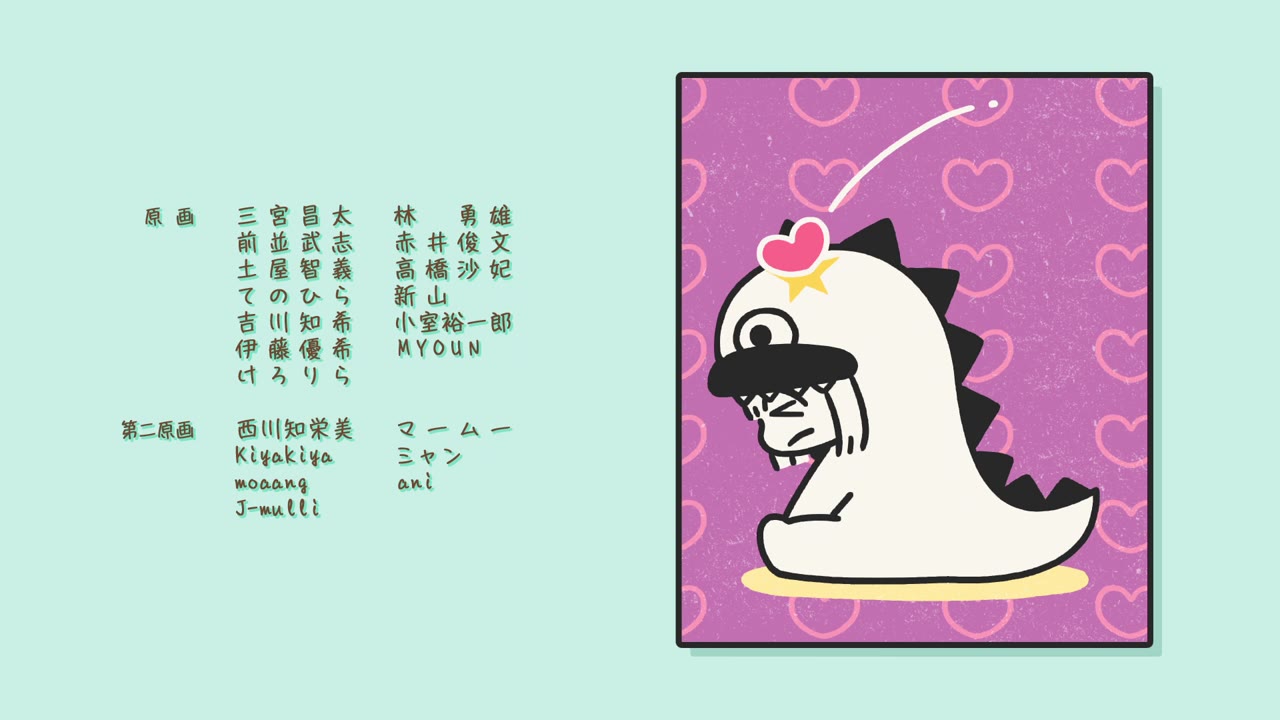 原画 三宮昌太 林 勇雄
前並武志 赤井俊文
土屋智義 高橋沙妃
てのひら 新山
吉川知希 小室裕一郎
伊藤優希 MYOUN
けろりら
第二原画 西川知栄美 マームー
Kiyakiya ミャン
moaang ani
J-mulli